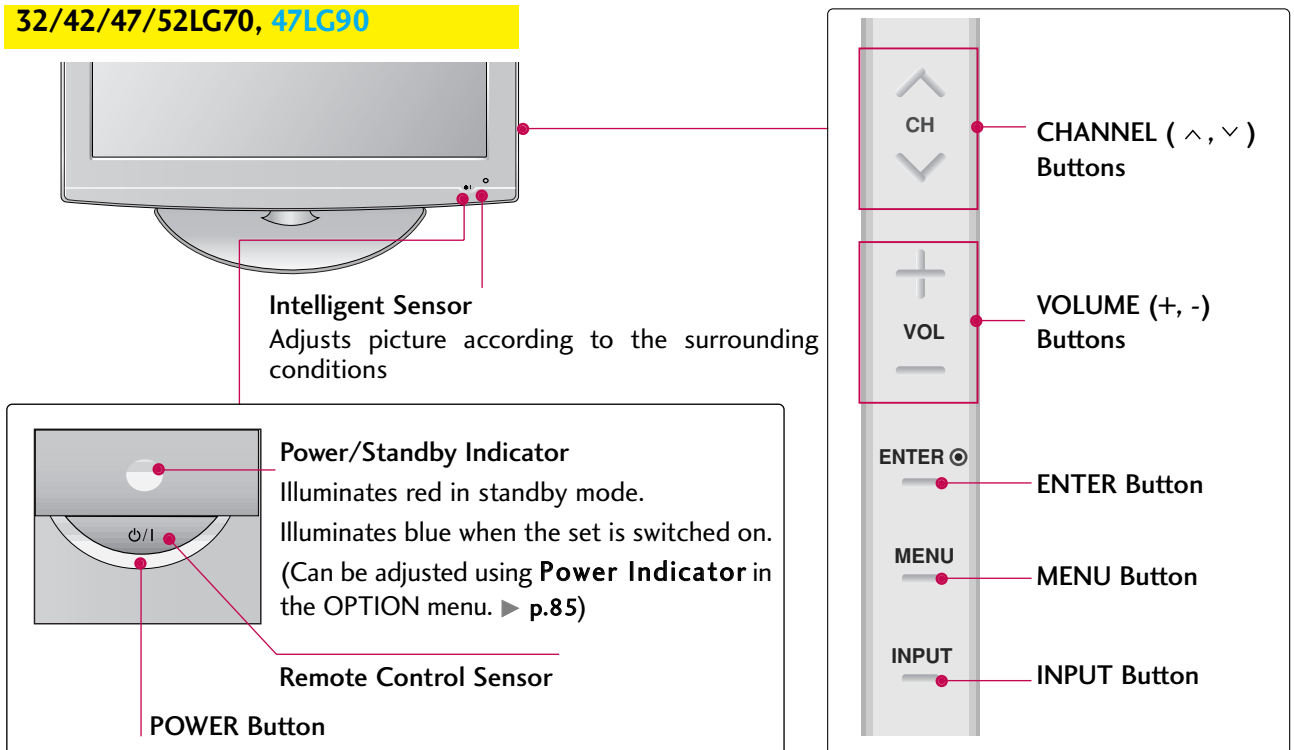 32/42/47/52LG70, 47LG90
Intelligent Sensor
Adjusts picture according to the surrounding
conditions
Power/Standby Indicator
Illuminates red in standby mode.
Illuminates blue when the set is switched on.
(Can be adjusted using Power Indicator in
the OPTION menu. ▶ p.85)
⏻/I
Remote Control Sensor
POWER Button
CH
CHANNEL ( ∧, ∨ )
Buttons
VOL
VOLUME (+, -)
Buttons
ENTER ⦿
ENTER Button
MENU
MENU Button
INPUT
INPUT Button